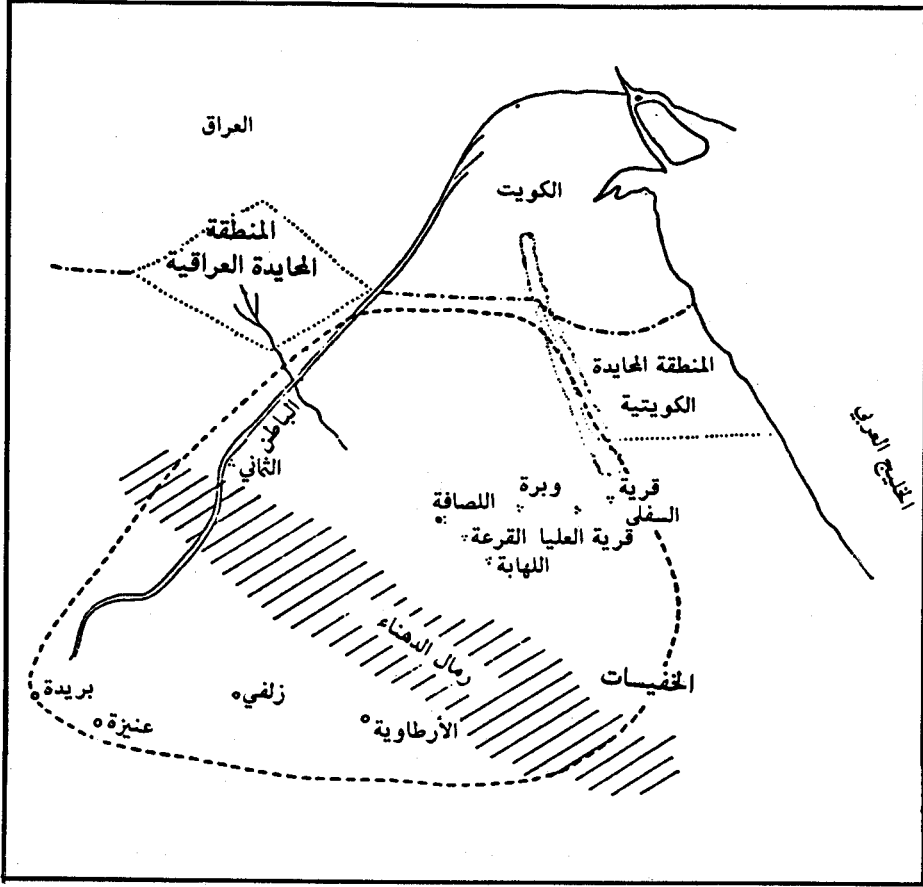 العراق
الكويت
المنطقة
المحايدة العراقية
المنطقة المحايدة
الكويتية
الخليج العربي
الباطن
الثماني
قرية
السفلى
وبرة
اللصافة
قرية العليا القرعة
اللهابة
رمال الدهناء
الخفيسات
بريدة
زلفي
عنيزة
الأرطاوية